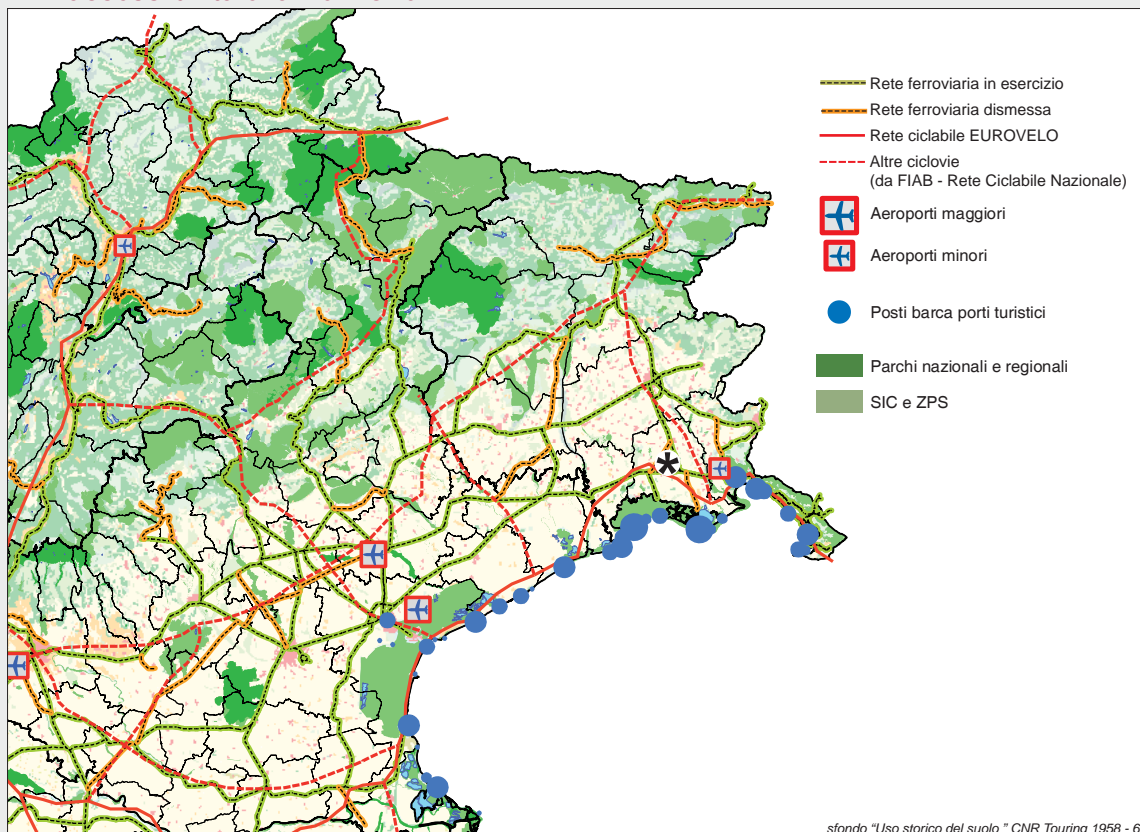 Rete ferroviaria in esercizio
Rete ferroviaria dismessa
Rete ciclabile EUROVELO
Altre ciclovie
(da FIAB - Rete Ciclabile Nazionale)
Aeroporti maggiori
Aeroporti minori
Posti barca porti turistici
Parchi nazionali e regionali
SIC e ZPS
sfondo "Uso storico del suolo " CNR Touring 1958 - 6